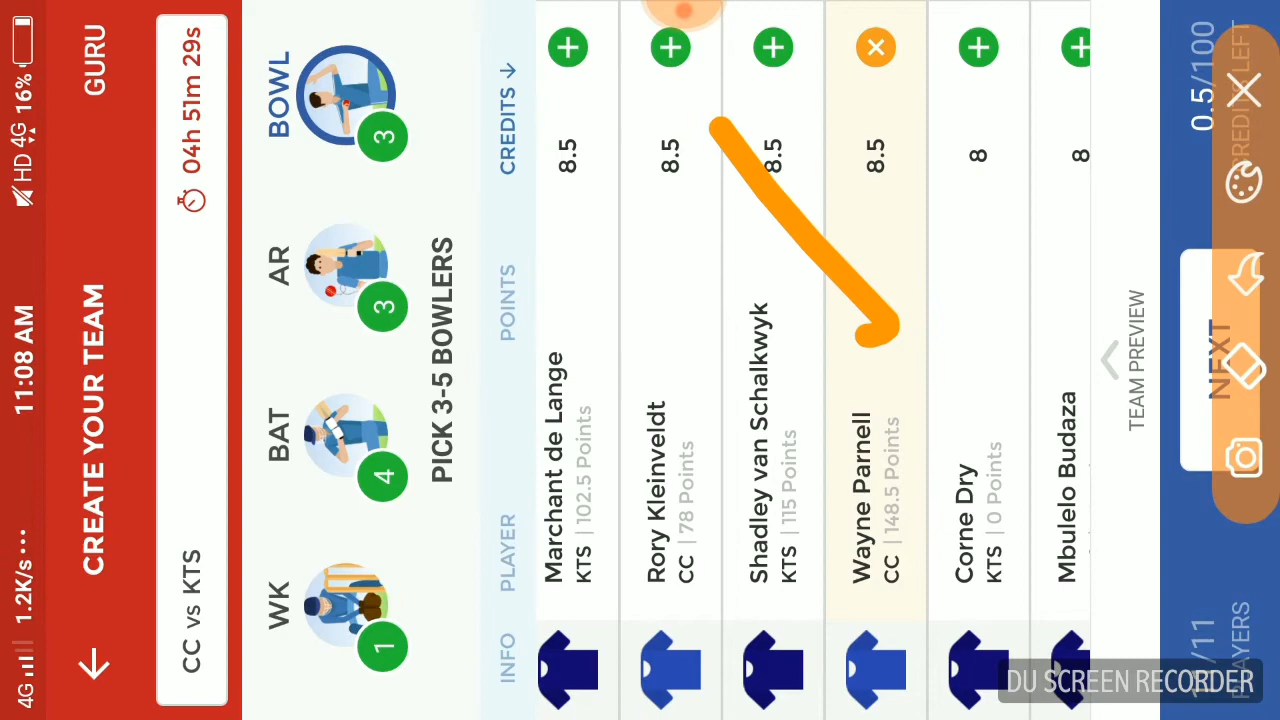 4G 1.2K/s ... 11:08 AM HD 4G 16%
CREATE YOUR TEAM GURU
CC vs KTS 04h 51m 29s
WK BAT AR BOWL
1 4 3 3
PICK 3-5 BOWLERS
INFO PLAYER POINTS CREDITS ↓
Marchant de Lange 8.5
KTS | 102.5 Points
Rory Kleinveldt 8.5
CC | 78 Points
Shadley van Schalkwyk 8.5
KTS | 115 Points
Wayne Parnell 8.5
CC | 148.5 Points
Corne Dry 8
KTS | 0 Points
Mbulelo Budaza 8
TEAM PREVIEW
/11 NEXT 0.5/100
PLAYERS CREDITS LEFT
DU SCREEN RECORDER